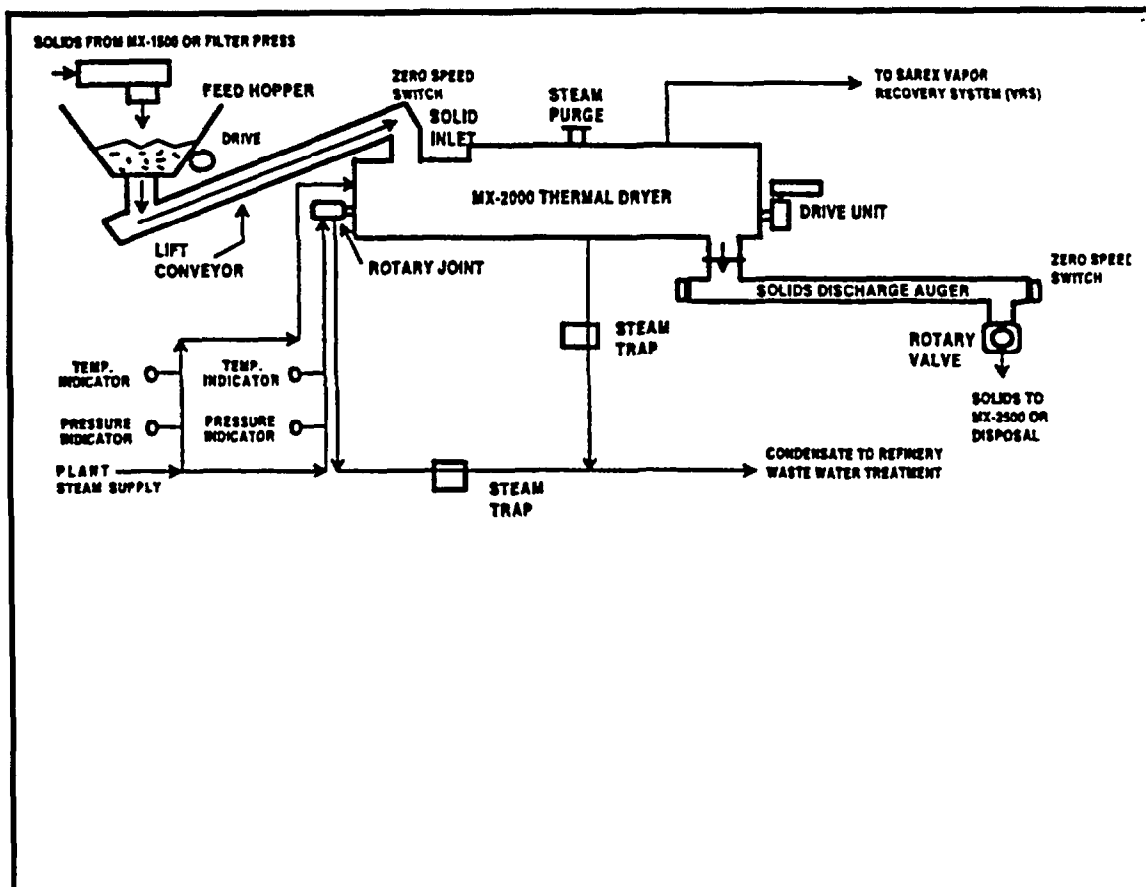 SOLIDS FROM MX-1500 OR FILTER PRESS
FEED HOPPER
DRIVE
ZERO SPEED
SWITCH
SOLID
INLET
STEAM
PURGE
TO SAREX VAPOR
RECOVERY SYSTEM (VRS)
MX-2000 THERMAL DRYER
DRIVE UNIT
LIFT
CONVEYOR
ROTARY JOINT
ZERO SPEED
SWITCH
SOLIDS DISCHARGE AUGER
STEAM
TRAP
ROTARY
VALVE
TEMP.
INDICATOR
TEMP.
INDICATOR
SOLIDS TO
MX-2500 OR
DISPOSAL
PRESSURE
INDICATOR
PRESSURE
INDICATOR
PLANT
STEAM SUPPLY
STEAM
TRAP
CONDENSATE TO REFINERY
WASTE WATER TREATMENT